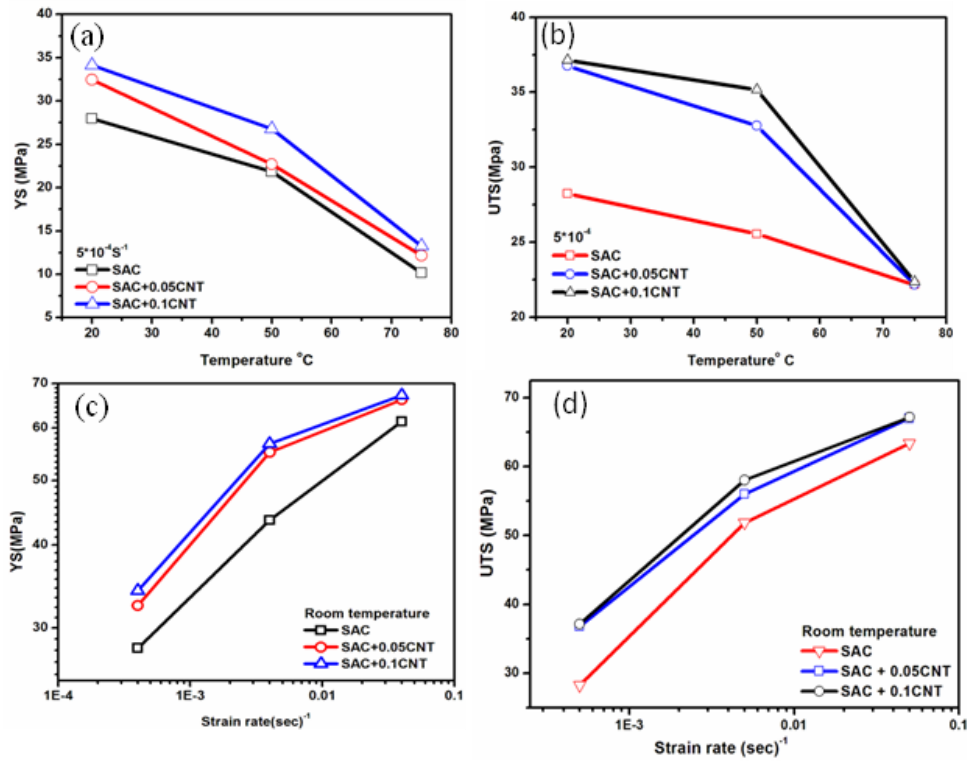 (a)
40
35
30
25
20
15
10
5
YS (MPa)
5*10⁻⁴S⁻¹
SAC
SAC+0.05CNT
SAC+0.1CNT
20 30 40 50 60 70 80
Temperature °C
(b)
40
35
30
25
20
UTS(Mpa)
5*10⁻⁴
SAC
SAC+0.05CNT
SAC+0.1CNT
20 30 40 50 60 70 80
Temperature° C
(c)
70
60
50
40
30
YS(MPa)
Room temperature
SAC
SAC+0.05CNT
SAC+0.1CNT
1E-4 1E-3 0.01 0.1
Strain rate(sec)⁻¹
(d)
70
60
50
40
30
UTS (MPa)
Room temperature
SAC
SAC + 0.05CNT
SAC + 0.1CNT
1E-3 0.01 0.1
Strain rate (sec)⁻¹